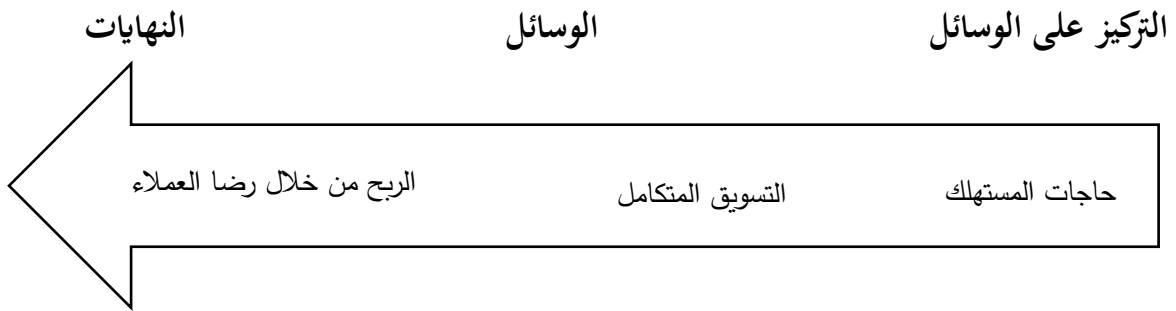 التركيز على الوسائل الوسائل النهايات
حاجات المستهلك التسويق المتكامل الربح من خلال رضا العملاء